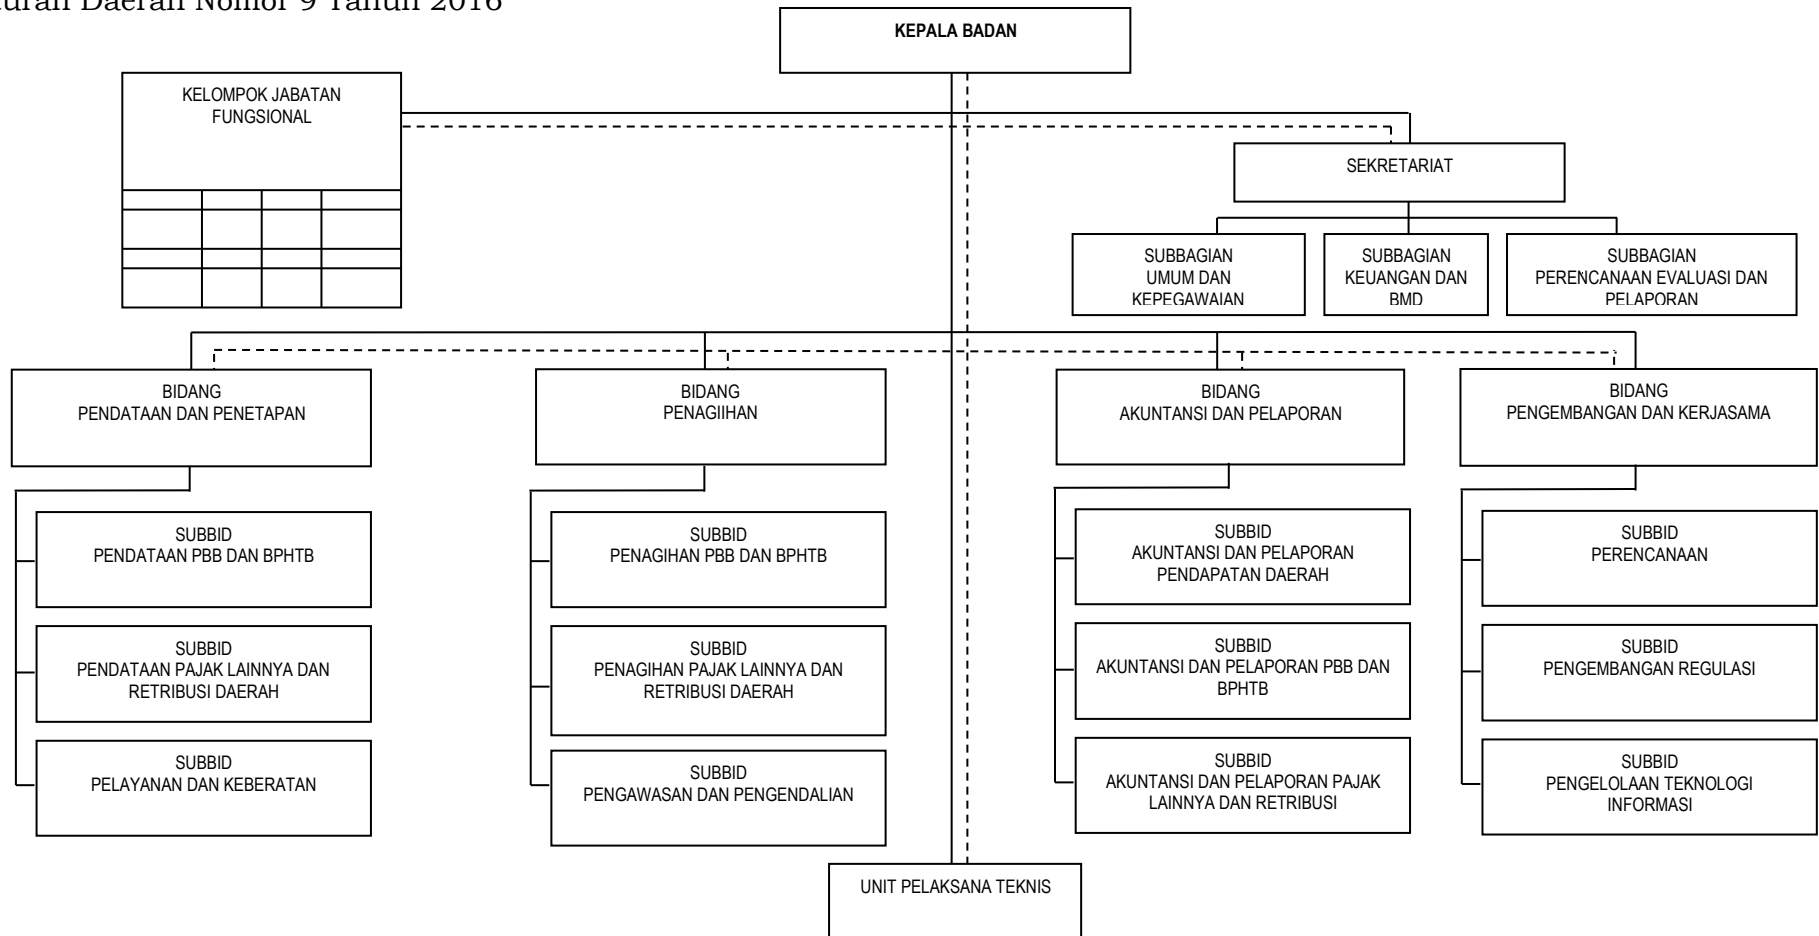 Daerah Nomor 9 Tahun 2016
KEPALA BADAN
KELOMPOK JABATAN
FUNGSIONAL
SEKRETARIAT
SUBBAGIAN
UMUM DAN
KEPEGAWAIAN
SUBBAGIAN
KEUANGAN DAN
BMD
SUBBAGIAN
PERENCANAAN EVALUASI DAN
PELAPORAN
BIDANG
PENDATAAN DAN PENETAPAN
BIDANG
PENAGIIHAN
BIDANG
AKUNTANSI DAN PELAPORAN
BIDANG
PENGEMBANGAN DAN KERJASAMA
SUBBID
PENDATAAN PBB DAN BPHTB
SUBBID
PENDATAAN PAJAK LAINNYA DAN
RETRIBUSI DAERAH
SUBBID
PELAYANAN DAN KEBERATAN
SUBBID
PENAGIHAN PBB DAN BPHTB
SUBBID
PENAGIHAN PAJAK LAINNYA DAN
RETRIBUSI DAERAH
SUBBID
PENGAWASAN DAN PENGENDALIAN
SUBBID
AKUNTANSI DAN PELAPORAN
PENDAPATAN DAERAH
SUBBID
AKUNTANSI DAN PELAPORAN PBB DAN
BPHTB
SUBBID
AKUNTANSI DAN PELAPORAN PAJAK
LAINNYA DAN RETRIBUSI
SUBBID
PERENCANAAN
SUBBID
PENGEMBANGAN REGULASI
SUBBID
PENGELOLAAN TEKNOLOGI
INFORMASI
UNIT PELAKSANA TEKNIS